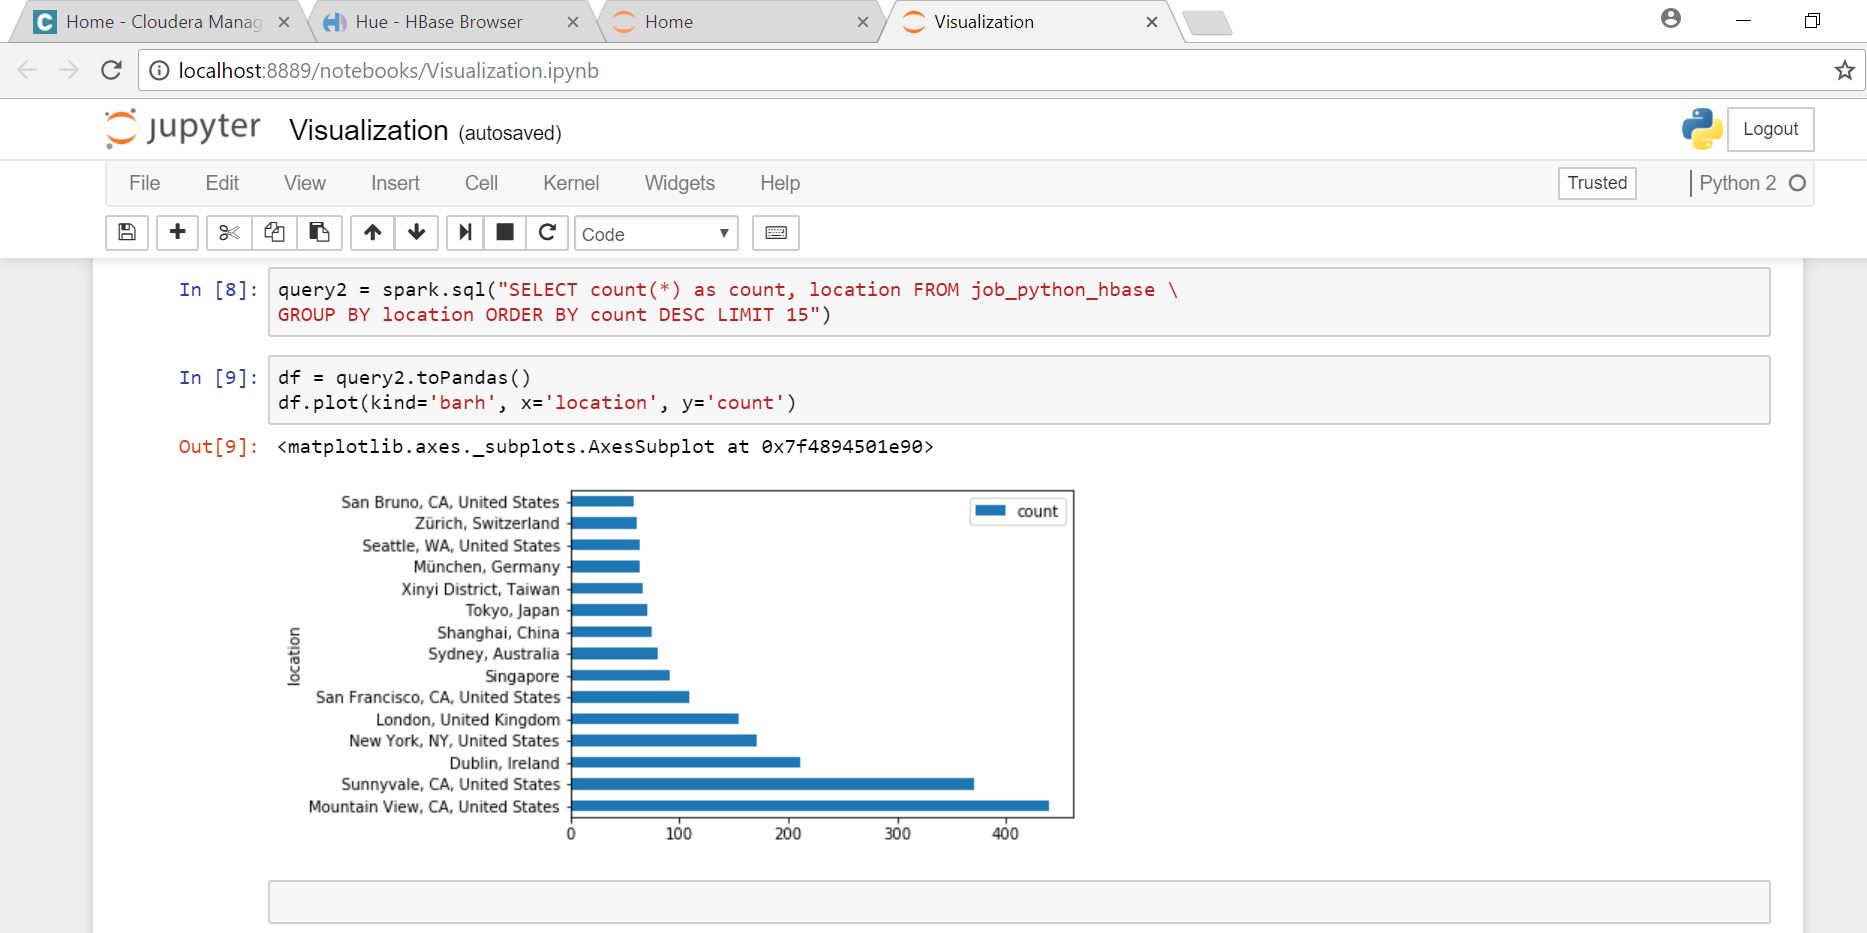 Home - Cloudera Manag
Hue - HBase Browser
Home
Visualization
localhost:8889/notebooks/Visualization.ipynb
jupyter Visualization (autosaved)
Logout
File Edit View Insert Cell Kernel Widgets Help
Trusted
Python 2
Code
In [8]: query2 = spark.sql("SELECT count(*) as count, location FROM job_python_hbase \
GROUP BY location ORDER BY count DESC LIMIT 15")
In [9]: df = query2.toPandas()
df.plot(kind='barh', x='location', y='count')
Out[9]: <matplotlib.axes._subplots.AxesSubplot at 0x7f4894501e90>
count
location
San Bruno, CA, United States
Zürich, Switzerland
Seattle, WA, United States
München, Germany
Xinyi District, Taiwan
Tokyo, Japan
Shanghai, China
Sydney, Australia
Singapore
San Francisco, CA, United States
London, United Kingdom
New York, NY, United States
Dublin, Ireland
Sunnyvale, CA, United States
Mountain View, CA, United States
0 100 200 300 400